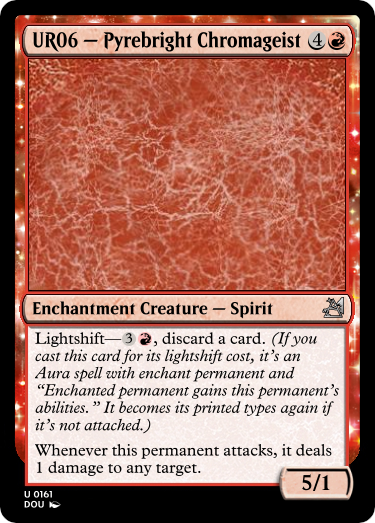 UR06 — Pyrebright Chromageist 4
Enchantment Creature — Spirit
Lightshift—3, discard a card. (If you
cast this card for its lightshift cost, it's an
Aura spell with enchant permanent and
“Enchanted permanent gains this permanent's
abilities.” It becomes its printed types again if
it's not attached.)
Whenever this permanent attacks, it deals
1 damage to any target.
5/1
U 0161
DOU